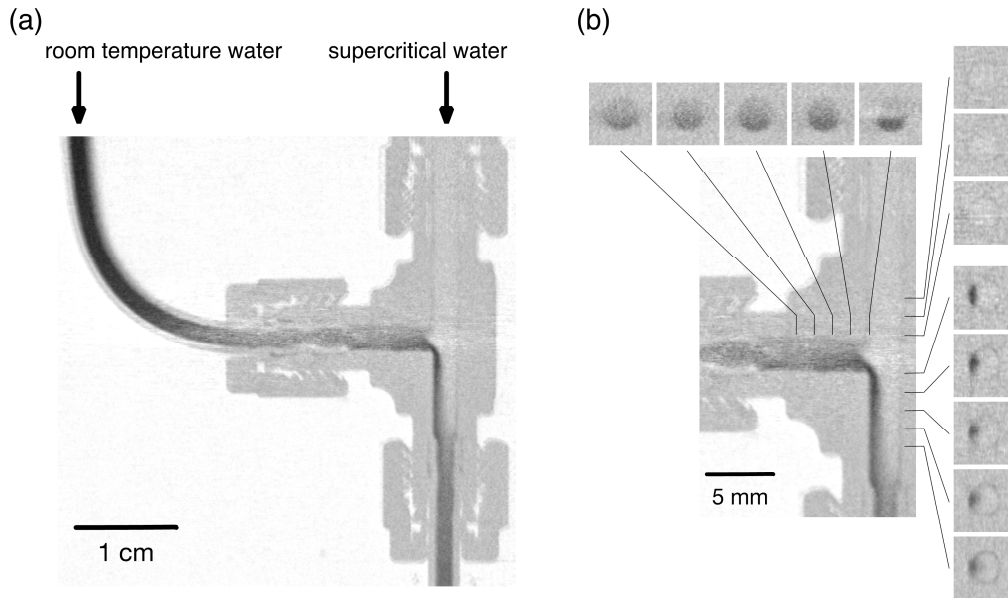 (a)
room temperature water
supercritical water
1 cm
(b)
5 mm